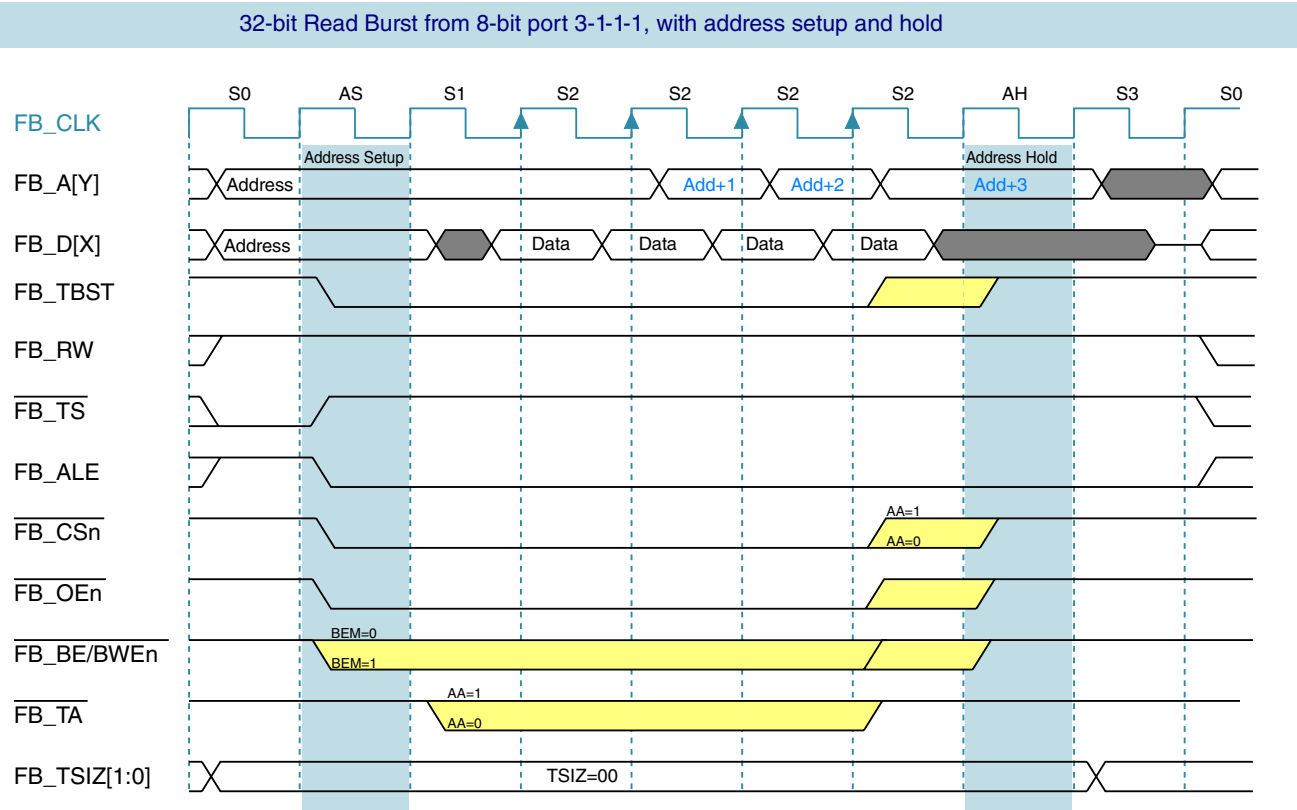 32-bit Read Burst from 8-bit port 3-1-1-1, with address setup and hold
S0 AS S1 S2 S2 S2 S2 AH S3 S0
FB_CLK
Address Setup Address Hold
FB_A[Y] Address Add+1 Add+2 Add+3
FB_D[X] Address Data Data Data Data
FB_TBST
FB_RW
FB_TS
FB_ALE
AA=1
FB_CSn
AA=0
FB_OEn
BEM=0
FB_BE/BWEn
BEM=1
AA=1
FB_TA
AA=0
FB_TSIZ[1:0] TSIZ=00